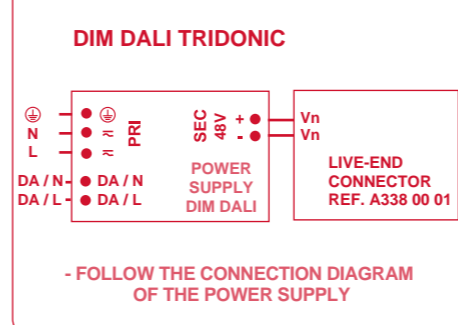 DIM DALI TRIDONIC
⏚ ⏚
N ≂
L ≂
DA / N DA / N
DA / L DA / L
PRI
SEC
48V
+
-
POWER
SUPPLY
DIM DALI
Vn
Vn
LIVE-END
CONNECTOR
REF. A338 00 01
- FOLLOW THE CONNECTION DIAGRAM
OF THE POWER SUPPLY